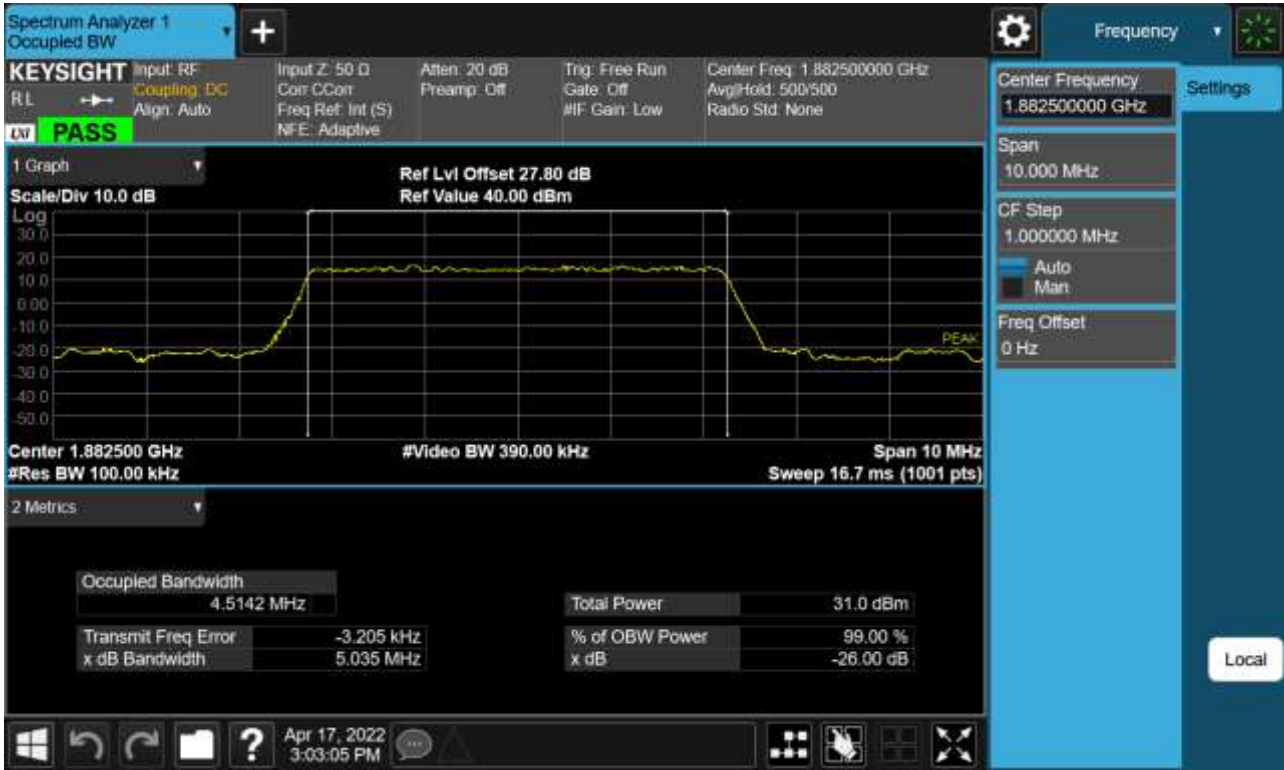 Spectrum Analyzer 1
Occupied BW
+
Frequency
KEYSIGHT
RL
LXI
PASS
Input: RF
Coupling: DC
Align: Auto
Input Z: 50 Ω
Corr CCorr
Freq Ref: Int (S)
NFE: Adaptive
Atten: 20 dB
Preamp: Off
Trig: Free Run
Gate: Off
#IF Gain: Low
Center Freq: 1.882500000 GHz
Avg|Hold: 500/500
Radio Std: None
1 Graph
Scale/Div 10.0 dB
Ref Lvl Offset 27.80 dB
Ref Value 40.00 dBm
Log
30.0
20.0
10.0
0.00
-10.0
-20.0
-30.0
-40.0
-50.0
PEAK
Center 1.882500 GHz
#Video BW 390.00 kHz
Span 10 MHz
#Res BW 100.00 kHz
Sweep 16.7 ms (1001 pts)
2 Metrics
Occupied Bandwidth
4.5142 MHz
Total Power 31.0 dBm
Transmit Freq Error -3.205 kHz
% of OBW Power 99.00 %
x dB Bandwidth 5.035 MHz
x dB -26.00 dB
Center Frequency
1.882500000 GHz
Settings
Span
10.000 MHz
CF Step
1.000000 MHz
Auto
Man
Freq Offset
0 Hz
Local
?
Apr 17, 2022
3:03:05 PM